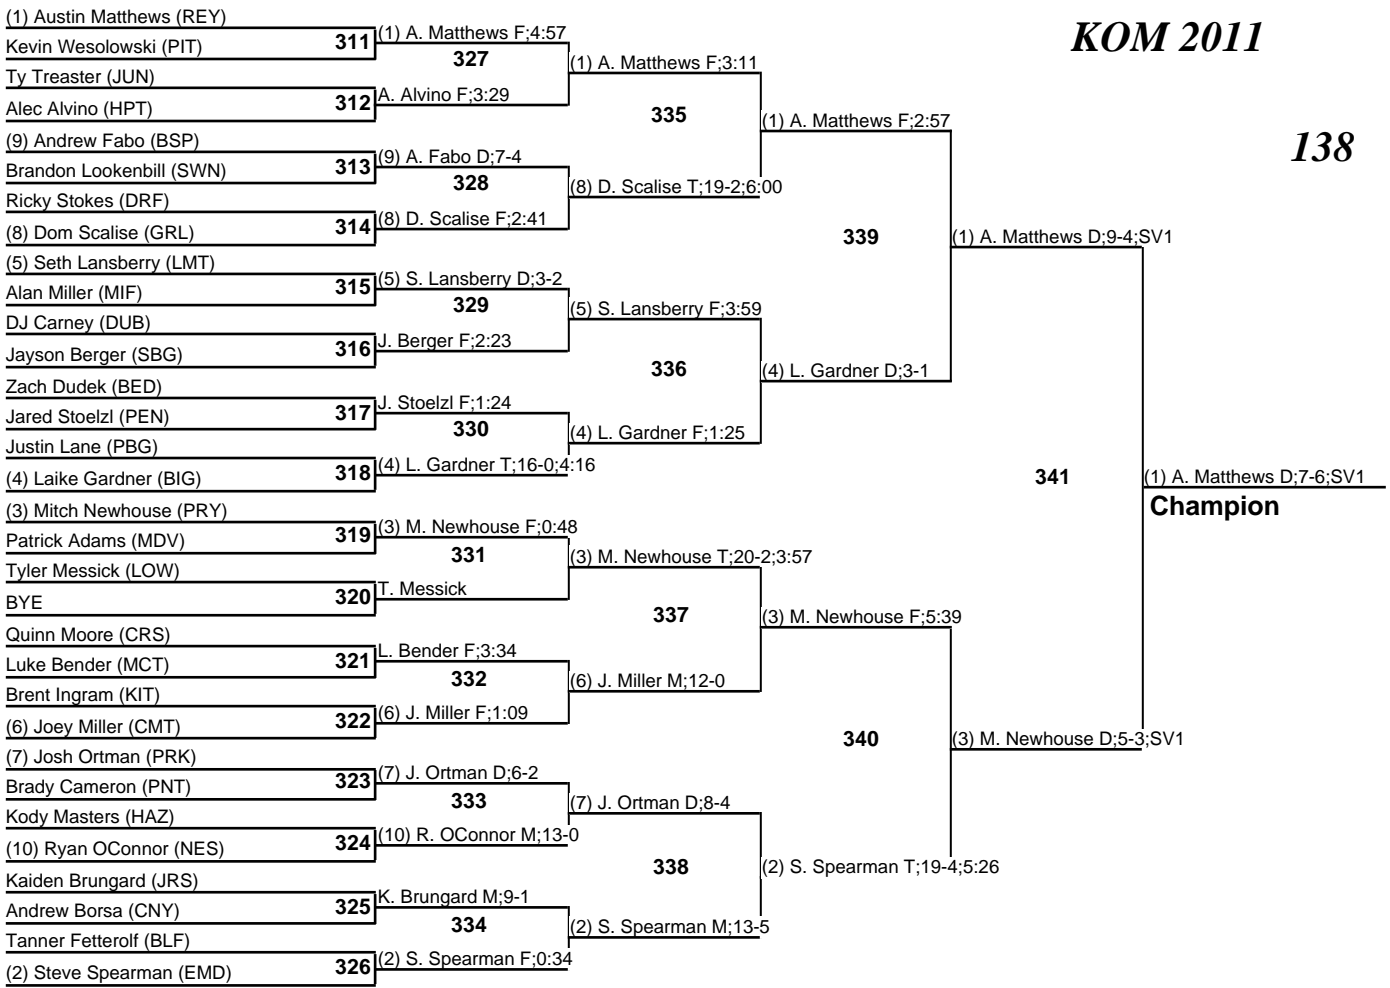 KOM 2011
138
(1) Austin Matthews (REY)
Kevin Wesolowski (PIT)
311
Ty Treaster (JUN)
Alec Alvino (HPT)
312
(9) Andrew Fabo (BSP)
Brandon Lookenbill (SWN)
313
Ricky Stokes (DRF)
(8) Dom Scalise (GRL)
314
(5) Seth Lansberry (LMT)
Alan Miller (MIF)
315
DJ Carney (DUB)
Jayson Berger (SBG)
316
Zach Dudek (BED)
Jared Stoelzl (PEN)
317
Justin Lane (PBG)
(4) Laike Gardner (BIG)
318
(3) Mitch Newhouse (PRY)
Patrick Adams (MDV)
319
Tyler Messick (LOW)
BYE
320
Quinn Moore (CRS)
Luke Bender (MCT)
321
Brent Ingram (KIT)
(6) Joey Miller (CMT)
322
(7) Josh Ortman (PRK)
Brady Cameron (PNT)
323
Kody Masters (HAZ)
(10) Ryan OConnor (NES)
324
Kaiden Brungard (JRS)
Andrew Borsa (CNY)
325
Tanner Fetterolf (BLF)
(2) Steve Spearman (EMD)
326
(1) A. Matthews F;4:57
327
A. Alvino F;3:29
(9) A. Fabo D;7-4
328
(8) D. Scalise F;2:41
(5) S. Lansberry D;3-2
329
J. Berger F;2:23
J. Stoelzl F;1:24
330
(4) L. Gardner T;16-0;4:16
(3) M. Newhouse F;0:48
331
T. Messick
L. Bender F;3:34
332
(6) J. Miller F;1:09
(7) J. Ortman D;6-2
333
(10) R. OConnor M;13-0
K. Brungard M;9-1
334
(2) S. Spearman F;0:34
(1) A. Matthews F;3:11
335
(8) D. Scalise T;19-2;6:00
(5) S. Lansberry F;3:59
336
(4) L. Gardner F;1:25
(3) M. Newhouse T;20-2;3:57
337
(6) J. Miller M;12-0
(7) J. Ortman D;8-4
338
(2) S. Spearman M;13-5
(1) A. Matthews F;2:57
339
(4) L. Gardner D;3-1
(3) M. Newhouse F;5:39
340
(2) S. Spearman T;19-4;5:26
(1) A. Matthews D;9-4;SV1
341
(3) M. Newhouse D;5-3;SV1
(1) A. Matthews D;7-6;SV1
Champion